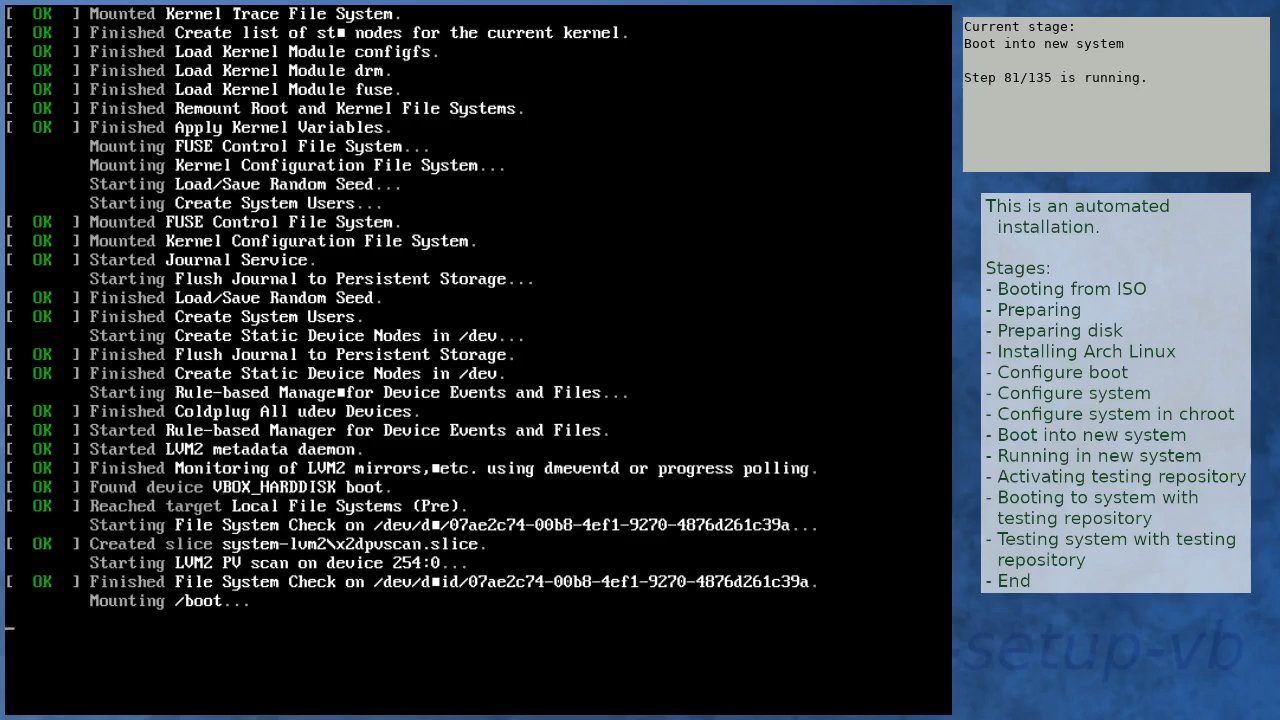 [  OK  ] Mounted Kernel Trace File System.
[  OK  ] Finished Create list of st■ nodes for the current kernel.
[  OK  ] Finished Load Kernel Module configfs.
[  OK  ] Finished Load Kernel Module drm.
[  OK  ] Finished Load Kernel Module fuse.
[  OK  ] Finished Remount Root and Kernel File Systems.
[  OK  ] Finished Apply Kernel Variables.
Mounting FUSE Control File System...
Mounting Kernel Configuration File System...
Starting Load/Save Random Seed...
Starting Create System Users...
[  OK  ] Mounted FUSE Control File System.
[  OK  ] Mounted Kernel Configuration File System.
[  OK  ] Started Journal Service.
Starting Flush Journal to Persistent Storage...
[  OK  ] Finished Load/Save Random Seed.
[  OK  ] Finished Create System Users.
Starting Create Static Device Nodes in /dev...
[  OK  ] Finished Flush Journal to Persistent Storage.
[  OK  ] Finished Create Static Device Nodes in /dev.
Starting Rule-based Manage■for Device Events and Files...
[  OK  ] Finished Coldplug All udev Devices.
[  OK  ] Started Rule-based Manager for Device Events and Files.
[  OK  ] Started LVM2 metadata daemon.
[  OK  ] Finished Monitoring of LVM2 mirrors,■etc. using dmeventd or progress polling.
[  OK  ] Found device VBOX_HARDDISK boot.
[  OK  ] Reached target Local File Systems (Pre).
Starting File System Check on /dev/d■/07ae2c74-00b8-4ef1-9270-4876d261c39a...
[  OK  ] Created slice system-lvm2\x2dpvscan.slice.
Starting LVM2 PV scan on device 254:0...
[  OK  ] Finished File System Check on /dev/d■id/07ae2c74-00b8-4ef1-9270-4876d261c39a.
Mounting /boot...
_
Current stage:
Boot into new system
Step 81/135 is running.
This is an automated
installation.
Stages:
- Booting from ISO
- Preparing
- Preparing disk
- Installing Arch Linux
- Configure boot
- Configure system
- Configure system in chroot
- Boot into new system
- Running in new system
- Activating testing repository
- Booting to system with
testing repository
- Testing system with testing
repository
- End
-setup-vb